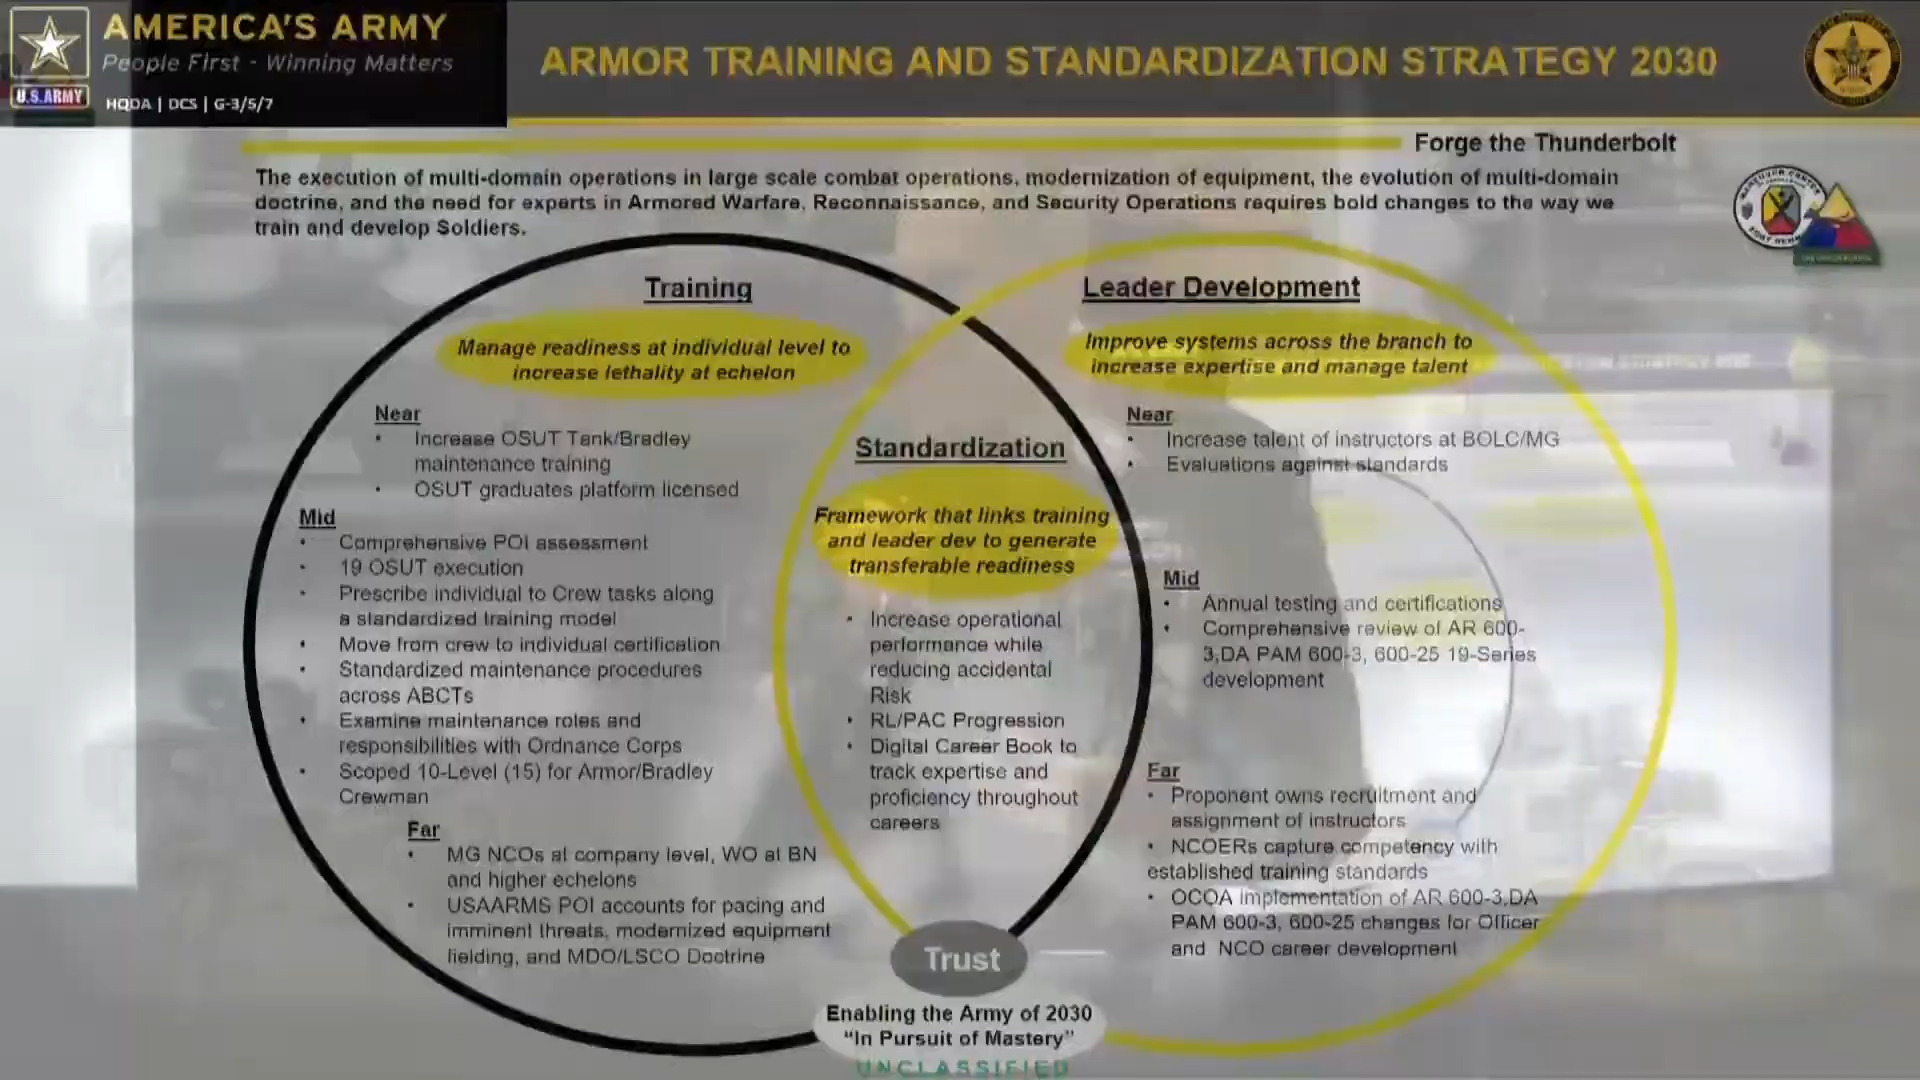 AMERICA'S ARMY
People First - Winning Matters
U.S.ARMY
HQDA | DCS | G-3/5/7
ARMOR TRAINING AND STANDARDIZATION STRATEGY 2030
Forge the Thunderbolt
The execution of multi-domain operations in large scale combat operations, modernization of equipment, the evolution of multi-domain
doctrine, and the need for experts in Armored Warfare, Reconnaissance, and Security Operations requires bold changes to the way we
train and develop Soldiers.
Training
Manage readiness at individual level to
increase lethality at echelon
Near
• Increase OSUT Tank/Bradley
maintenance training
• OSUT graduates platform licensed
Mid
• Comprehensive POI assessment
• 19 OSUT execution
• Prescribe individual to Crew tasks along
a standardized training model
• Move from crew to individual certification
• Standardized maintenance procedures
across ABCTs
• Examine maintenance roles and
responsibilities with Ordnance Corps
• Scoped 10-Level (15) for Armor/Bradley
Crewman
Far
• MG NCOs at company level, WO at BN
and higher echelons
• USAARMS POI accounts for pacing and
imminent threats, modernized equipment
fielding, and MDO/LSCO Doctrine
Standardization
Framework that links training
and leader dev to generate
transferable readiness
• Increase operational
performance while
reducing accidental
Risk
• RL/PAC Progression
• Digital Career Book to
track expertise and
proficiency throughout
careers
Leader Development
Improve systems across the branch to
increase expertise and manage talent
Near
• Increase talent of instructors at BOLC/MG
• Evaluations against standards
Mid
• Annual testing and certifications
• Comprehensive review of AR 600-
3,DA PAM 600-3, 600-25 19-Series
development
Far
• Proponent owns recruitment and
assignment of instructors
• NCOERs capture competency with
established training standards
• OCOA Implementation of AR 600-3,DA
PAM 600-3, 600-25 changes for Officer
and NCO career development
Trust
Enabling the Army of 2030
“In Pursuit of Mastery”
UNCLASSIFIED